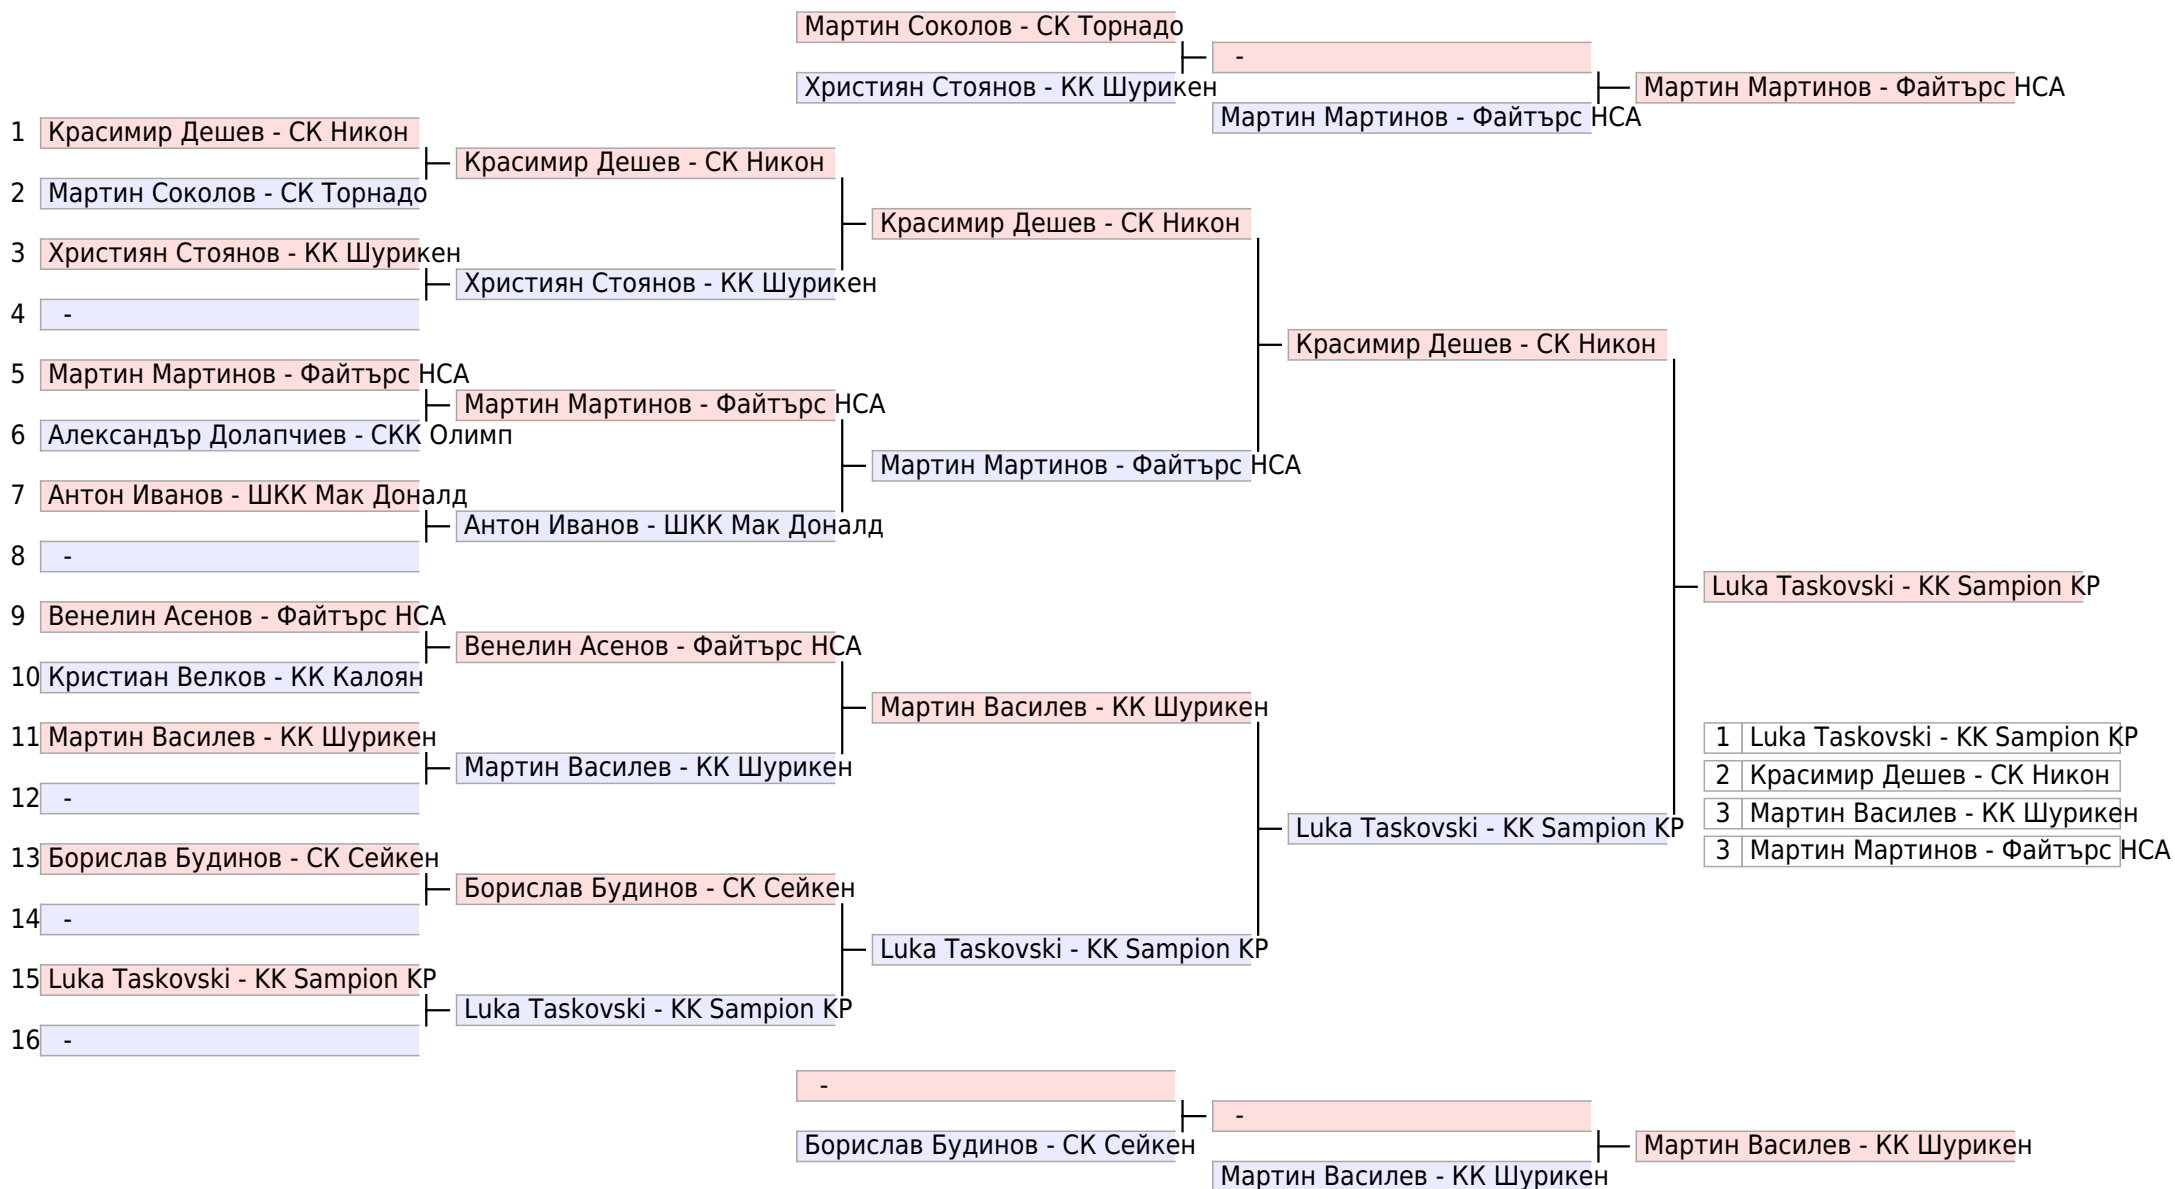 Мартин Соколов - СК Торнадо
-
Християн Стоянов - КК Шурикен
Мартин Мартинов - Файтърс НСА
Мартин Мартинов - Файтърс НСА
1 Красимир Дешев - СК Никон
Красимир Дешев - СК Никон
2 Мартин Соколов - СК Торнадо
Красимир Дешев - СК Никон
3 Християн Стоянов - КК Шурикен
Християн Стоянов - КК Шурикен
4 -
Красимир Дешев - СК Никон
5 Мартин Мартинов - Файтърс НСА
Мартин Мартинов - Файтърс НСА
6 Александър Долапчиев - СКК Олимп
Мартин Мартинов - Файтърс НСА
7 Антон Иванов - ШКК Мак Доналд
Антон Иванов - ШКК Мак Доналд
8 -
Luka Taskovski - KK Sampion KP
9 Венелин Асенов - Файтърс НСА
Венелин Асенов - Файтърс НСА
10 Кристиан Велков - КК Калоян
Мартин Василев - КК Шурикен
11 Мартин Василев - КК Шурикен
Мартин Василев - КК Шурикен
12 -
1 Luka Taskovski - KK Sampion KP
2 Красимир Дешев - СК Никон
3 Мартин Василев - КК Шурикен
3 Мартин Мартинов - Файтърс НСА
Luka Taskovski - KK Sampion KP
13 Борислав Будинов - СК Сейкен
Борислав Будинов - СК Сейкен
14 -
Luka Taskovski - KK Sampion KP
15 Luka Taskovski - KK Sampion KP
Luka Taskovski - KK Sampion KP
16 -
-
-
Борислав Будинов - СК Сейкен
Мартин Василев - КК Шурикен
Мартин Василев - КК Шурикен